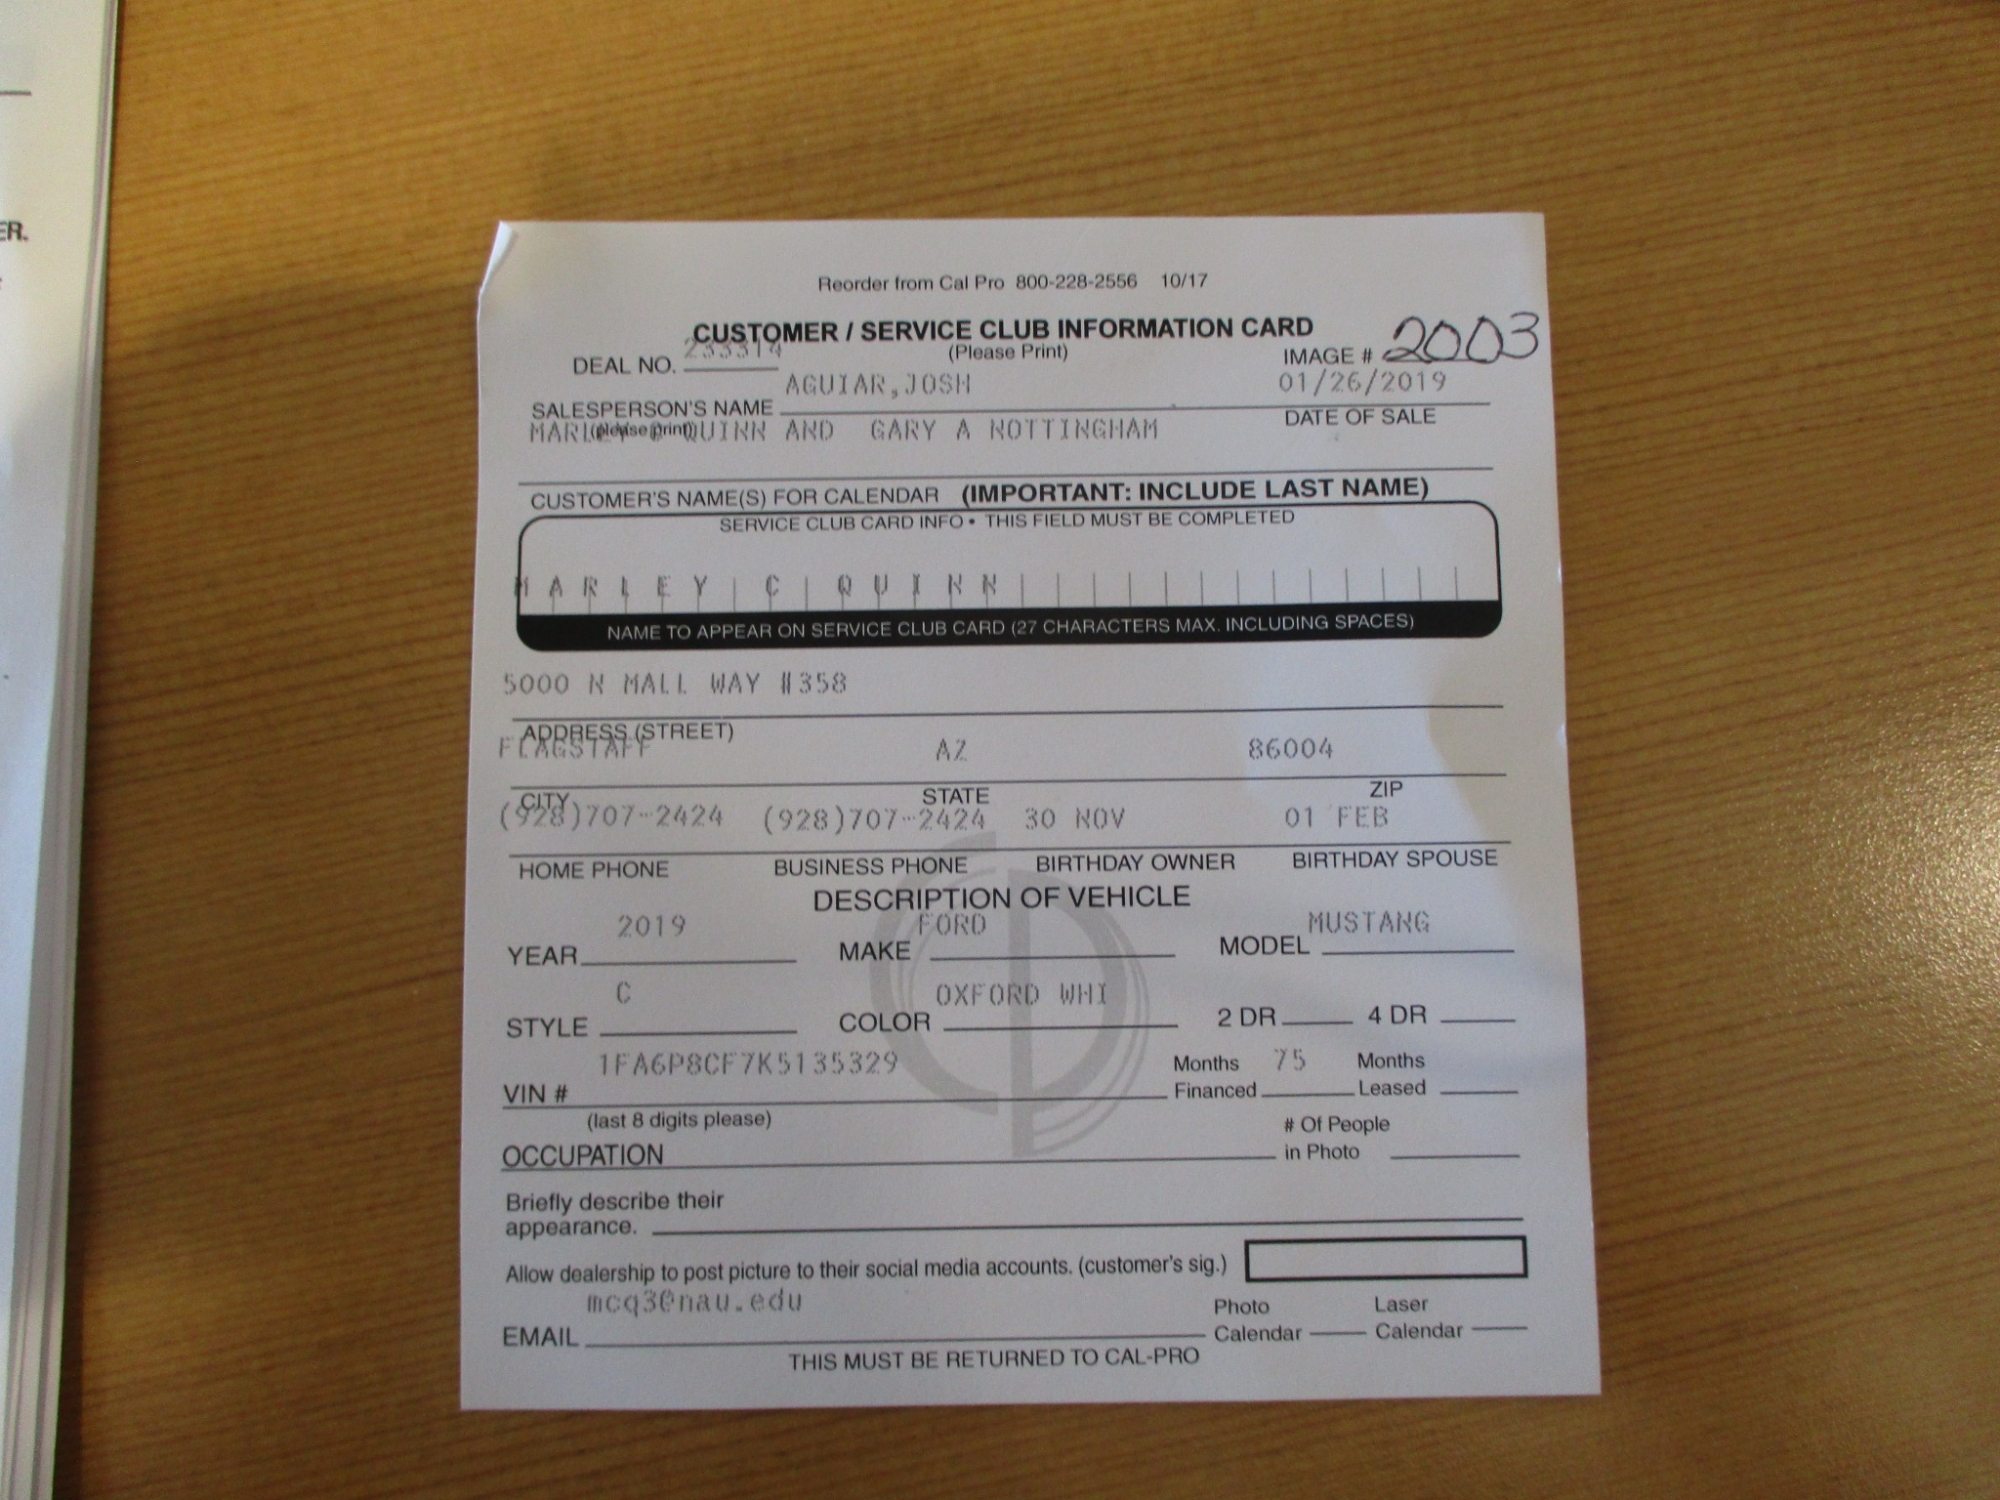 ER.
Reorder from Cal Pro 800-228-2556 10/17
CUSTOMER / SERVICE CLUB INFORMATION CARD
(Please Print)
DEAL NO. 233314
IMAGE # 2003
AGUIAR,JOSH 01/26/2019
SALESPERSON'S NAME DATE OF SALE
(please print)
MARLEY C QUINN AND GARY A NOTTINGHAM
CUSTOMER'S NAME(S) FOR CALENDAR (IMPORTANT: INCLUDE LAST NAME)
SERVICE CLUB CARD INFO • THIS FIELD MUST BE COMPLETED
MARLEY C QUINN
NAME TO APPEAR ON SERVICE CLUB CARD (27 CHARACTERS MAX. INCLUDING SPACES)
5000 N MALL WAY #358
ADDRESS (STREET)
FLAGSTAFF AZ 86004
CITY STATE ZIP
(928)707-2424 (928)707-2424 30 NOV 01 FEB
HOME PHONE BUSINESS PHONE BIRTHDAY OWNER BIRTHDAY SPOUSE
DESCRIPTION OF VEHICLE
YEAR 2019 MAKE FORD MODEL MUSTANG
STYLE C COLOR OXFORD WHI 2 DR 4 DR
VIN # 1FA6P8CF7K5135329 Months Financed 75 Months Leased
(last 8 digits please)
OCCUPATION # Of People in Photo
Briefly describe their
appearance.
Allow dealership to post picture to their social media accounts. (customer's sig.)
EMAIL mcq3@nau.edu Photo Calendar Laser Calendar
THIS MUST BE RETURNED TO CAL-PRO